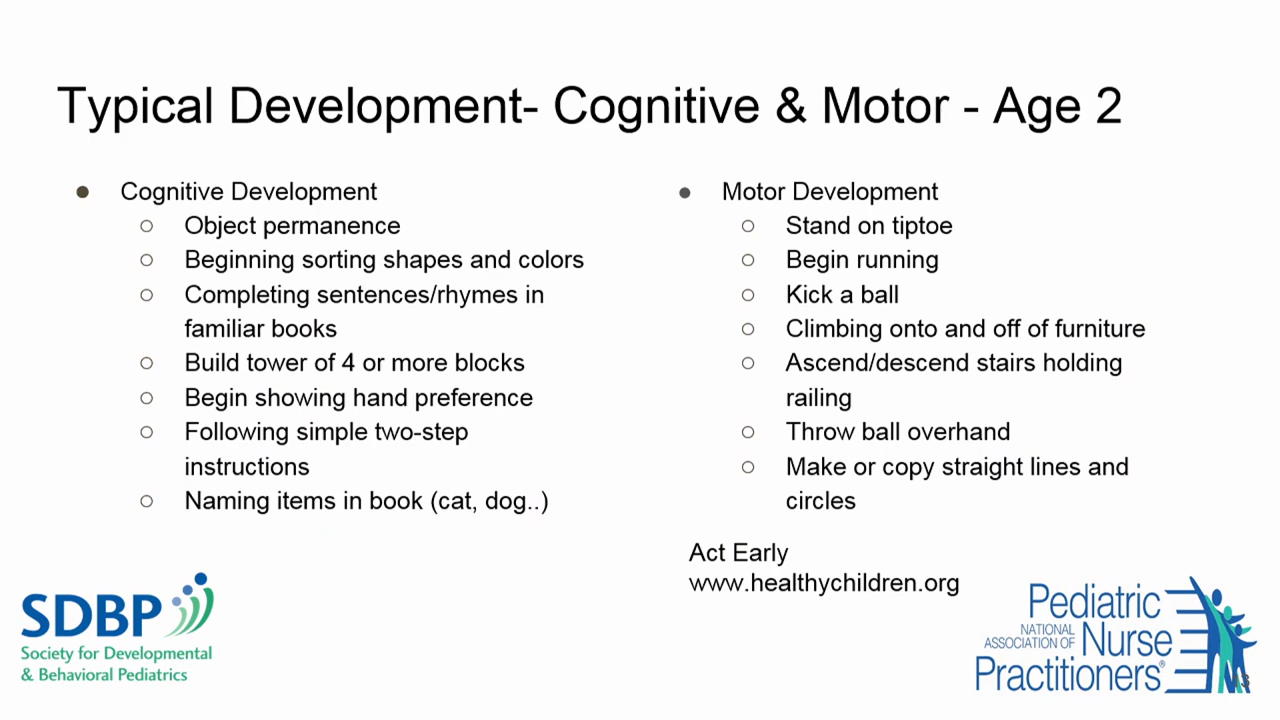 Typical Development- Cognitive & Motor - Age 2
● Cognitive Development
○ Object permanence
○ Beginning sorting shapes and colors
○ Completing sentences/rhymes in
familiar books
○ Build tower of 4 or more blocks
○ Begin showing hand preference
○ Following simple two-step
instructions
○ Naming items in book (cat, dog..)
● Motor Development
○ Stand on tiptoe
○ Begin running
○ Kick a ball
○ Climbing onto and off of furniture
○ Ascend/descend stairs holding
railing
○ Throw ball overhand
○ Make or copy straight lines and
circles
Act Early
www.healthychildren.org
SDBP
Society for Developmental
& Behavioral Pediatrics
Pediatric
NATIONAL
ASSOCIATION OF
Nurse
Practitioners®